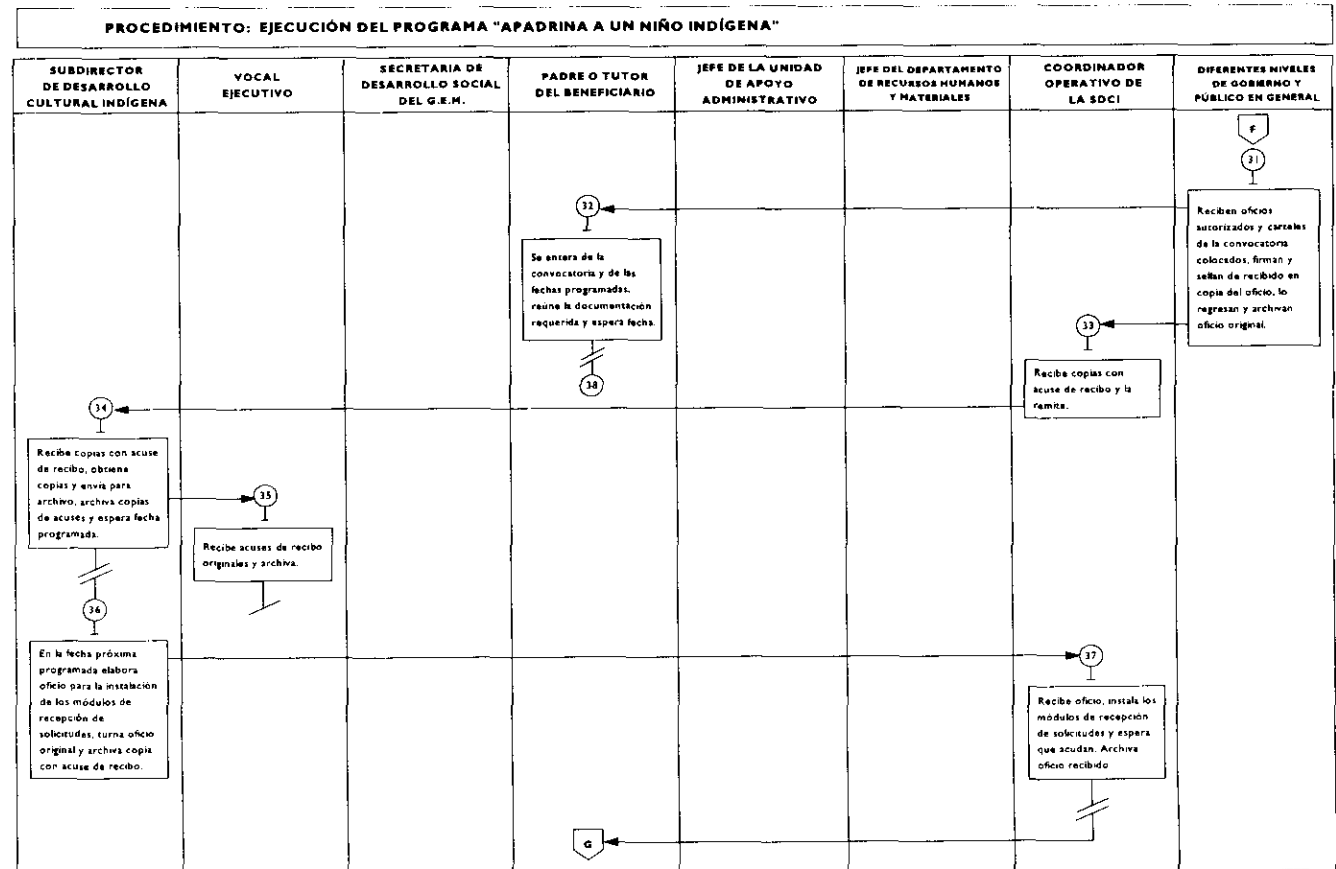 PROCEDIMIENTO: EJECUCIÓN DEL PROGRAMA "APADRINA A UN NIÑO INDÍGENA"
SUBDIRECTOR
DE DESARROLLO
CULTURAL INDÍGENA
VOCAL
EJECUTIVO
SECRETARIA DE
DESARROLLO SOCIAL
DEL G.E.M.
PADRE O TUTOR
DEL BENEFICIARIO
JEFE DE LA UNIDAD
DE APOYO
ADMINISTRATIVO
JEFE DEL DEPARTAMENTO
DE RECURSOS HUMANOS
Y MATERIALES
COORDINADOR
OPERATIVO DE
LA SDCI
DIFERENTES NIVELES
DE GOBIERNO Y
PÚBLICO EN GENERAL
F
31
Reciben oficios
autorizados y carteles
de la convocatoria
colocados, firman y
sellan de recibido en
copia del oficio, lo
regresan y archivan
oficio original.
32
Se entera de la
convocatoria y de las
fechas programadas,
reúne la documentación
requerida y espera fecha.
38
33
Recibe copias con
acuse de recibo y la
remite.
34
Recibe copias con acuse
de recibo, obtiene
copias y envía para
archivo, archiva copias
de acuses y espera fecha
programada.
35
Recibe acuses de recibo
originales y archiva.
36
En la fecha próxima
programada elabora
oficio para la instalación
de los módulos de
recepción de
solicitudes, turna oficio
original y archiva copia
con acuse de recibo.
37
Recibe oficio, instala los
módulos de recepción
de solicitudes y espera
que acudan. Archiva
oficio recibido
G